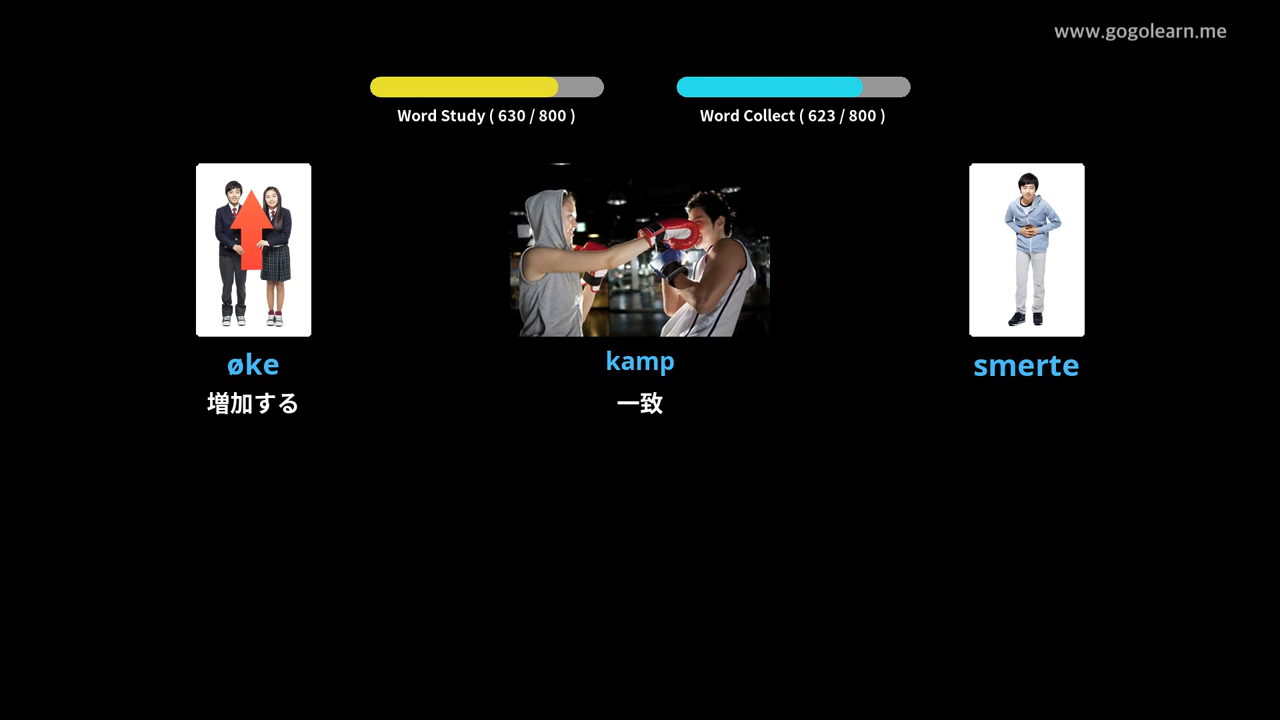 www.gogolearn.me
Word Study ( 630 / 800 )
Word Collect ( 623 / 800 )
øke
kamp
smerte
増加する
一致